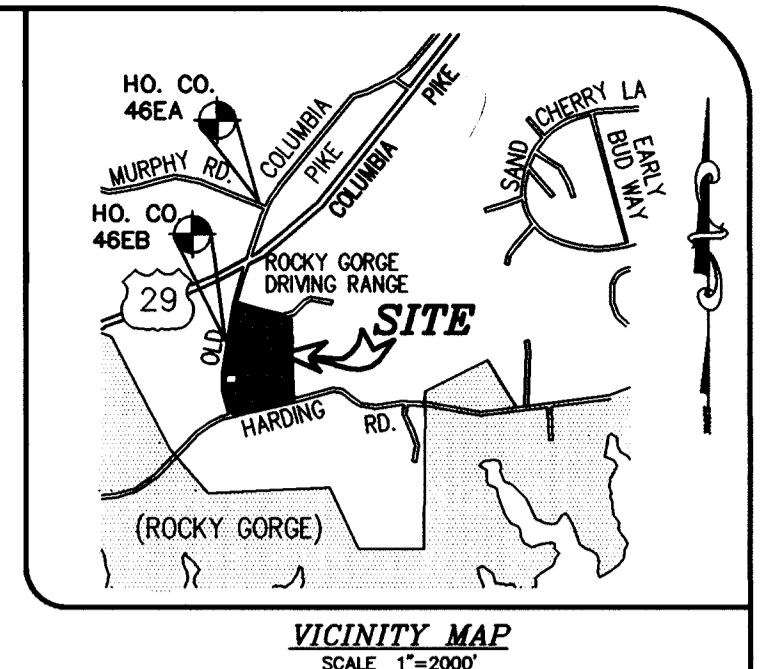 HO. CO.
46EA
COLUMBIA
PIKE
PIKE
COLUMBIA
MURPHY RD.
CHERRY LA
SAND
EARLY
BUD WAY
HO. CO.
46EB
ROCKY GORGE
DRIVING RANGE
29
SITE
OLD
HARDING RD.
(ROCKY GORGE)
VICINITY MAP
SCALE 1"=2000'